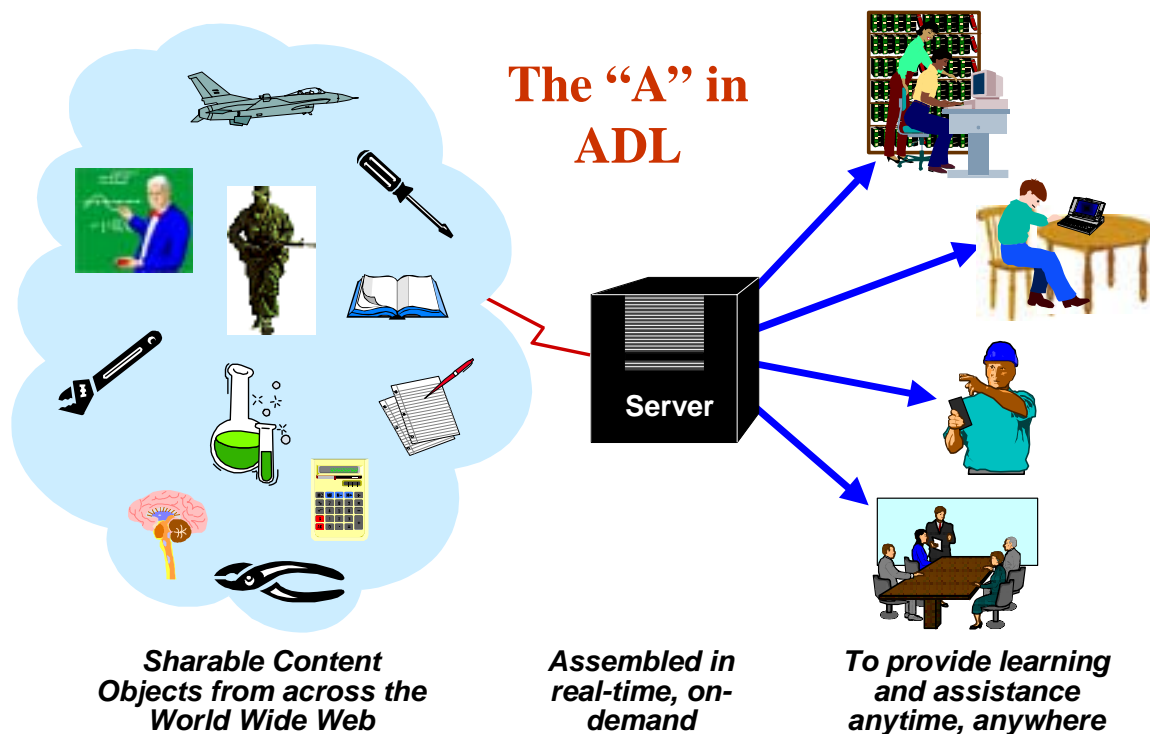 The “A” in
ADL
Server
Sharable Content
Objects from across the
World Wide Web
Assembled in
real-time, on-
demand
To provide learning
and assistance
anytime, anywhere